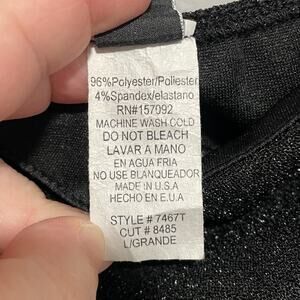 96%Polyester/Poliester
4%Spandex/elastano
RN#157092
MACHINE WASH COLD
DO NOT BLEACH
LAVAR A MANO
EN AGUA FRIA
NO USE BLANQUEADOR
MADE IN U.S.A
HECHO EN E.U.A
STYLE # 7467T
CUT # 8485
L/GRANDE